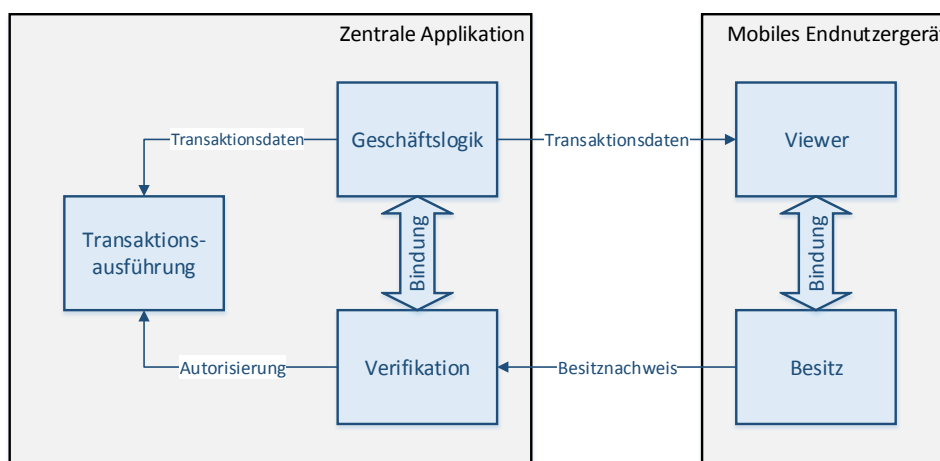 Zentrale Applikation
Mobiles Endnutzergerät
Geschäftslogik
Viewer
Transaktionsdaten
Transaktionsdaten
Transaktions-
ausführung
Bindung
Bindung
Autorisierung
Verifikation
Besitznachweis
Besitz